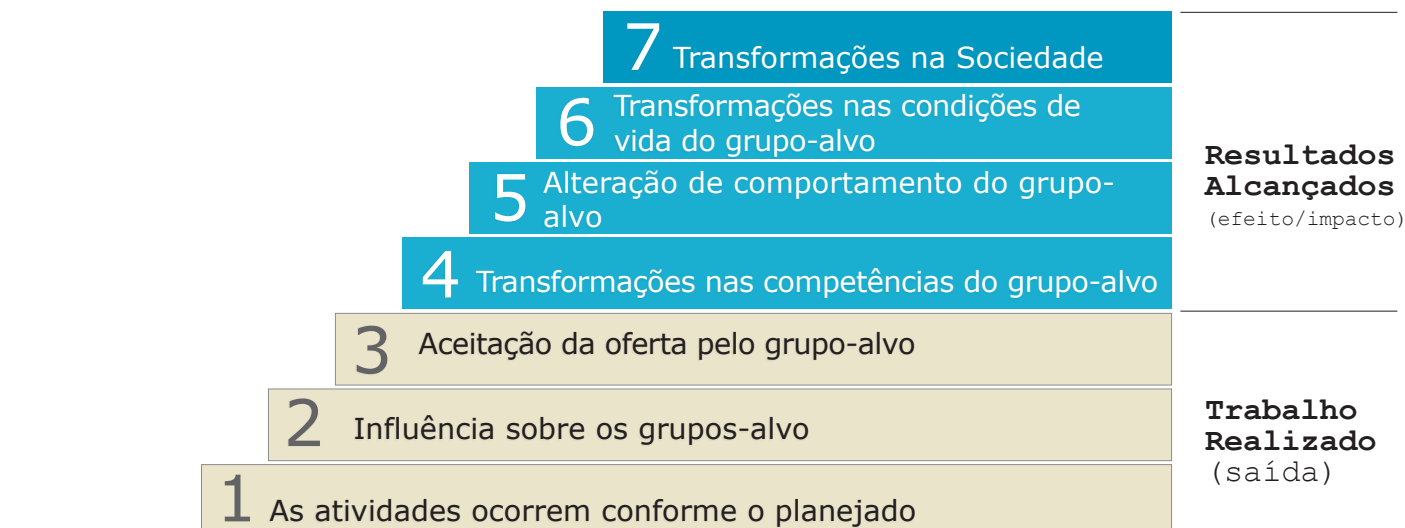 7 Transformações na Sociedade
6 Transformações nas condições de
vida do grupo-alvo
5 Alteração de comportamento do grupo-
alvo
4 Transformações nas competências do grupo-alvo
Resultados
Alcançados
(efeito/impacto)
3 Aceitação da oferta pelo grupo-alvo
2 Influência sobre os grupos-alvo
1 As atividades ocorrem conforme o planejado
Trabalho
Realizado
(saída)